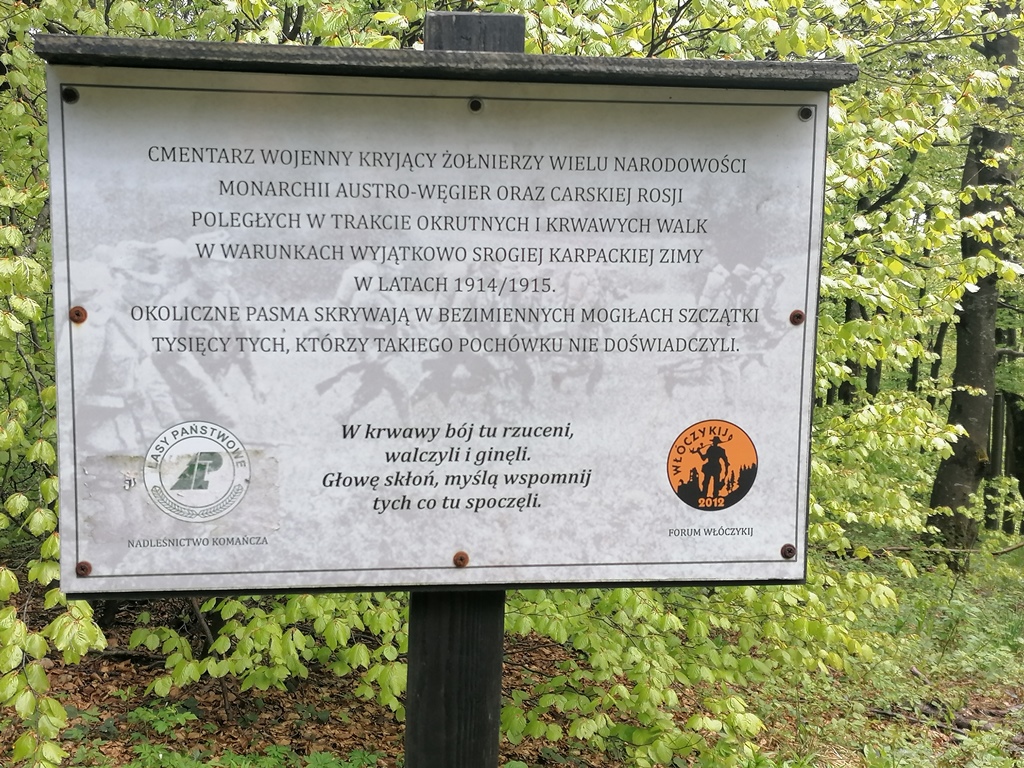 CMENTARZ WOJENNY KRYJĄCY ŻOŁNIERZY WIELU NARODOWOŚCI
MONARCHII AUSTRO-WĘGIER ORAZ CARSKIEJ ROSJI
POLEGŁYCH W TRAKCIE OKRUTNYCH I KRWAWYCH WALK
W WARUNKACH WYJĄTKOWO SROGIEJ KARPACKIEJ ZIMY
W LATACH 1914/1915.
OKOLICZNE PASMA SKRYWAJĄ W BEZIMIENNYCH MOGIŁACH SZCZĄTKI
TYSIĘCY TYCH, KTÓRZY TAKIEGO POCHÓWKU NIE DOŚWIADCZYLI.
W krwawy bój tu rzuceni,
walczyli i ginęli.
Głowę skłoń, myślą wspomnij
tych co tu spoczęli.
LASY PAŃSTWOWE
NADLEŚNICTWO KOMAŃCZA
WŁÓCZYKIJ
2012
FORUM WŁÓCZYKIJ